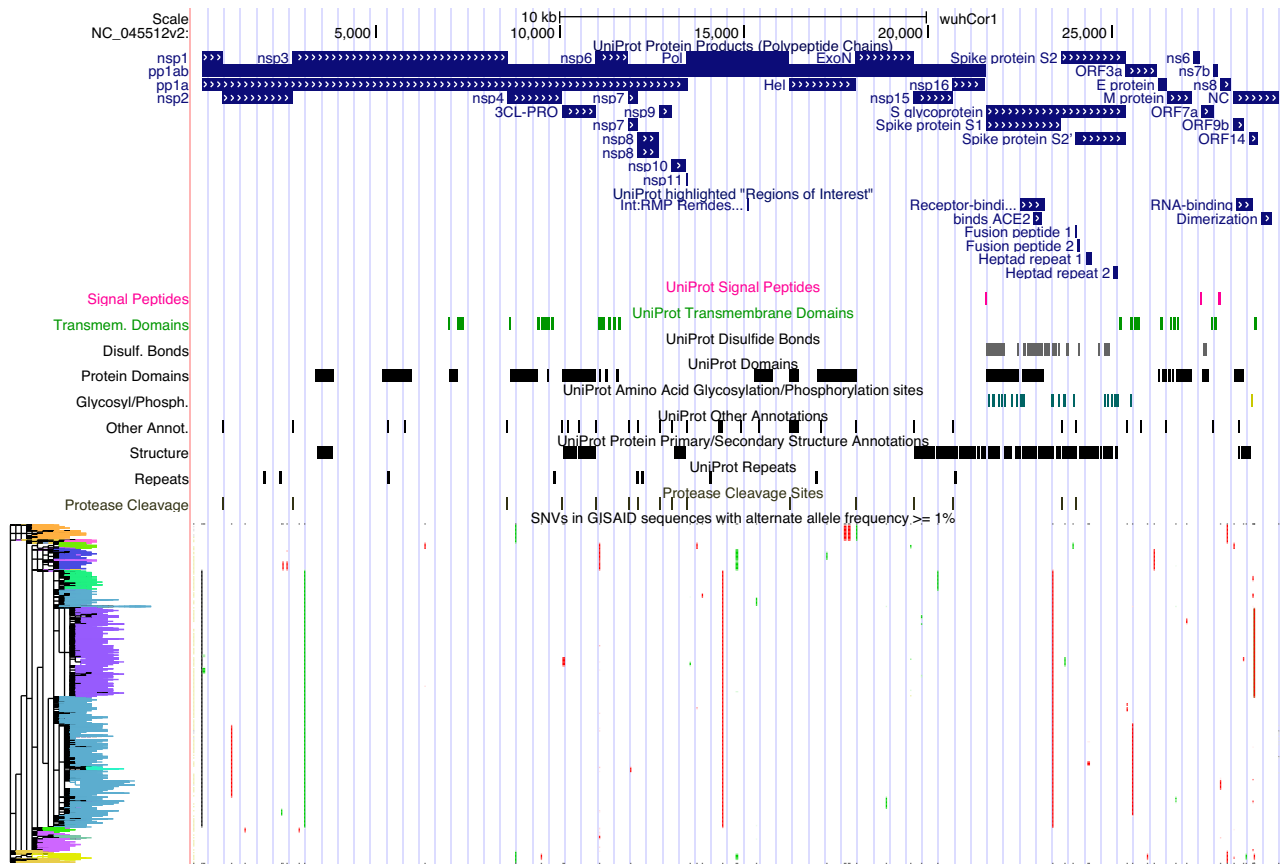 Scale 10 kb wuhCor1
NC_045512v2: 5,000 10,000 15,000 20,000 25,000
UniProt Protein Products (Polypeptide Chains)
nsp1 nsp3 nsp6 Pol ExoN Spike protein S2 ns6
pp1ab ORF3a ns7b
pp1a Hel nsp16 E protein ns8
nsp2 nsp4 nsp7 nsp15 M protein NC
3CL-PRO nsp9 S glycoprotein ORF7a
nsp7 Spike protein S1 ORF9b
nsp8 Spike protein S2' ORF14
nsp8
nsp10
nsp11
UniProt highlighted "Regions of Interest"
Int:RMP Remdes... Receptor-bindi... RNA-binding
binds ACE2 Dimerization
Fusion peptide 1
Fusion peptide 2
Heptad repeat 1
Heptad repeat 2
UniProt Signal Peptides
Signal Peptides
UniProt Transmembrane Domains
Transmem. Domains
UniProt Disulfide Bonds
Disulf. Bonds
UniProt Domains
Protein Domains
UniProt Amino Acid Glycosylation/Phosphorylation sites
Glycosyl/Phosph.
UniProt Other Annotations
Other Annot.
UniProt Protein Primary/Secondary Structure Annotations
Structure
UniProt Repeats
Repeats
Protease Cleavage Sites
Protease Cleavage
SNVs in GISAID sequences with alternate allele frequency >= 1%